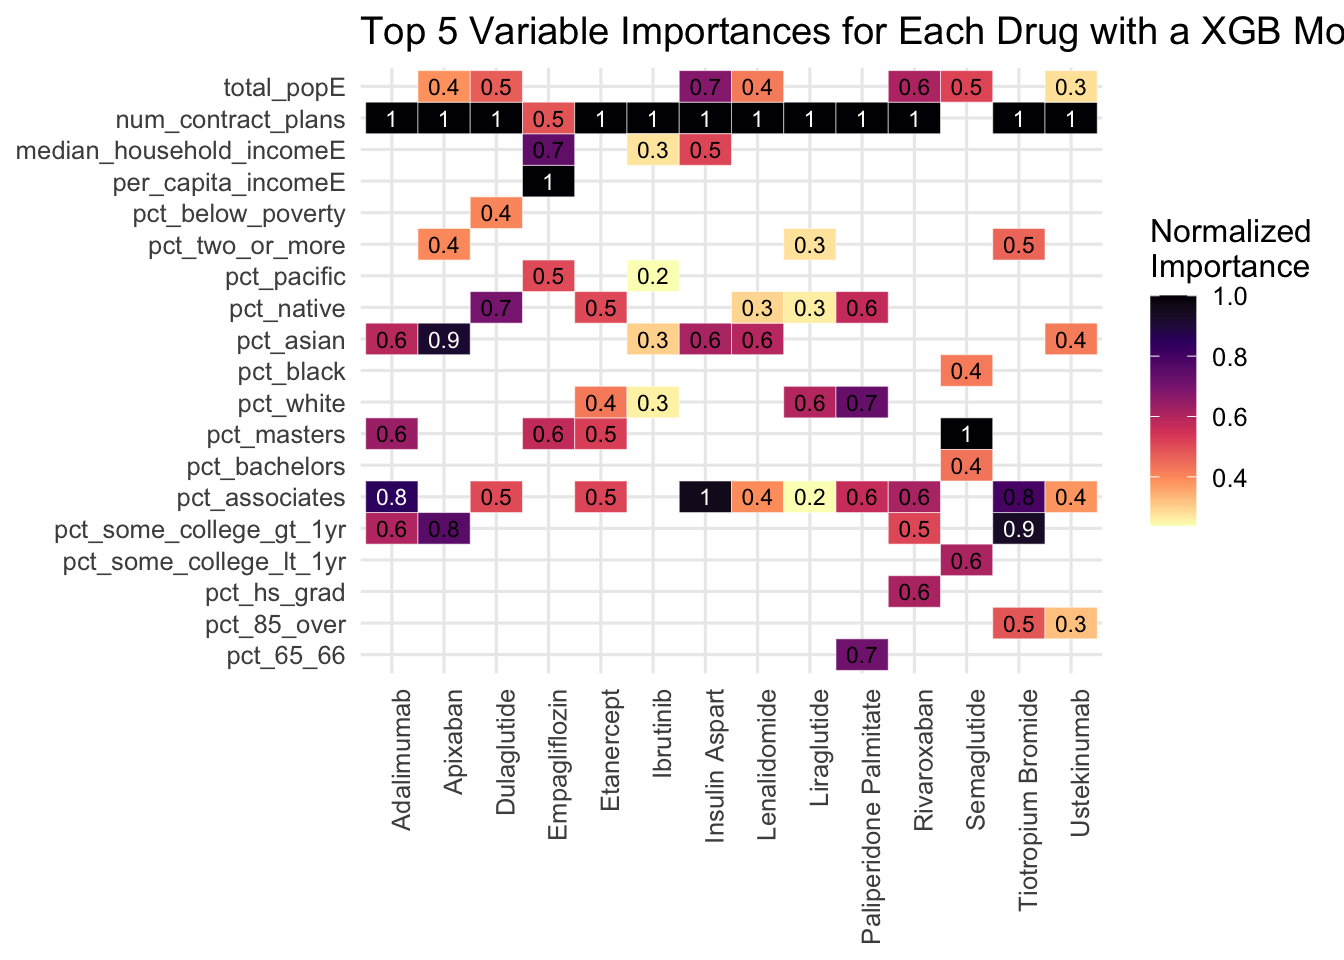 Top 5 Variable Importances for Each Drug with a XGB Mo
total_popE 0.4 0.5 0.7 0.4 0.6 0.5 0.3
num_contract_plans 1 1 1 0.5 1 1 1 1 1 1 1 1 1
median_household_incomeE 0.7 0.3 0.5
per_capita_incomeE 1
pct_below_poverty 0.4
pct_two_or_more 0.4 0.3 0.5
pct_pacific 0.5 0.2
pct_native 0.7 0.5 0.3 0.3 0.6
pct_asian 0.6 0.9 0.3 0.6 0.6 0.4
pct_black 0.4
pct_white 0.4 0.3 0.6 0.7
pct_masters 0.6 0.6 0.5 1
pct_bachelors 0.4
pct_associates 0.8 0.5 0.5 1 0.4 0.2 0.6 0.6 0.8 0.4
pct_some_college_gt_1yr 0.6 0.8 0.5 0.9
pct_some_college_lt_1yr 0.6
pct_hs_grad 0.6
pct_85_over 0.5 0.3
pct_65_66 0.7
Adalimumab
Apixaban
Dulaglutide
Empagliflozin
Etanercept
Ibrutinib
Insulin Aspart
Lenalidomide
Liraglutide
Paliperidone Palmitate
Rivaroxaban
Semaglutide
Tiotropium Bromide
Ustekinumab
Normalized
Importance
1.0
0.8
0.6
0.4